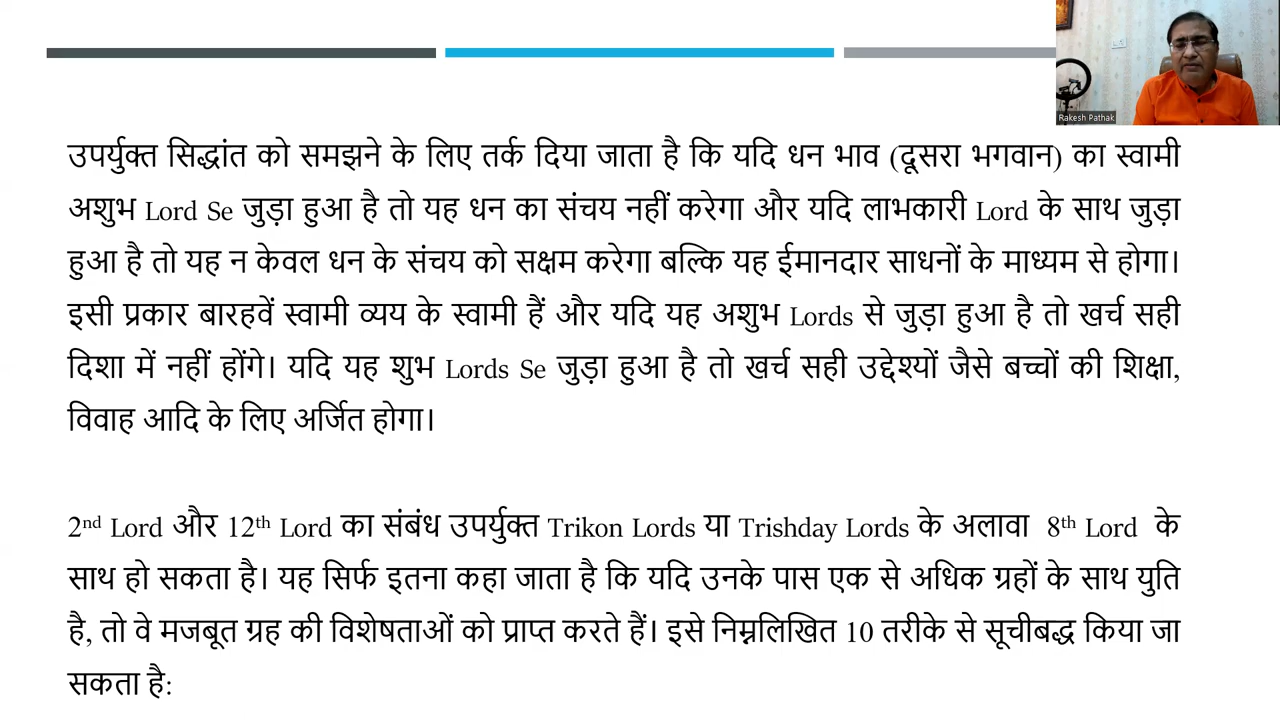 Rakesh Pathak
उपर्युक्त सिद्धांत को समझने के लिए तर्क दिया जाता है कि यदि धन भाव (दूसरा भगवान) का स्वामी
अशुभ Lord Se जुड़ा हुआ है तो यह धन का संचय नहीं करेगा और यदि लाभकारी Lord के साथ जुड़ा
हुआ है तो यह न केवल धन के संचय को सक्षम करेगा बल्कि यह ईमानदार साधनों के माध्यम से होगा।
इसी प्रकार बारहवें स्वामी व्यय के स्वामी हैं और यदि यह अशुभ Lords से जुड़ा हुआ है तो खर्च सही
दिशा में नहीं होंगे। यदि यह शुभ Lords Se जुड़ा हुआ है तो खर्च सही उद्देश्यों जैसे बच्चों की शिक्षा,
विवाह आदि के लिए अर्जित होगा।
2nd Lord और 12th Lord का संबंध उपर्युक्त Trikon Lords या Trishday Lords के अलावा 8th Lord के
साथ हो सकता है। यह सिर्फ इतना कहा जाता है कि यदि उनके पास एक से अधिक ग्रहों के साथ युति
है, तो वे मजबूत ग्रह की विशेषताओं को प्राप्त करते हैं। इसे निम्नलिखित 10 तरीके से सूचीबद्ध किया जा
सकता है: